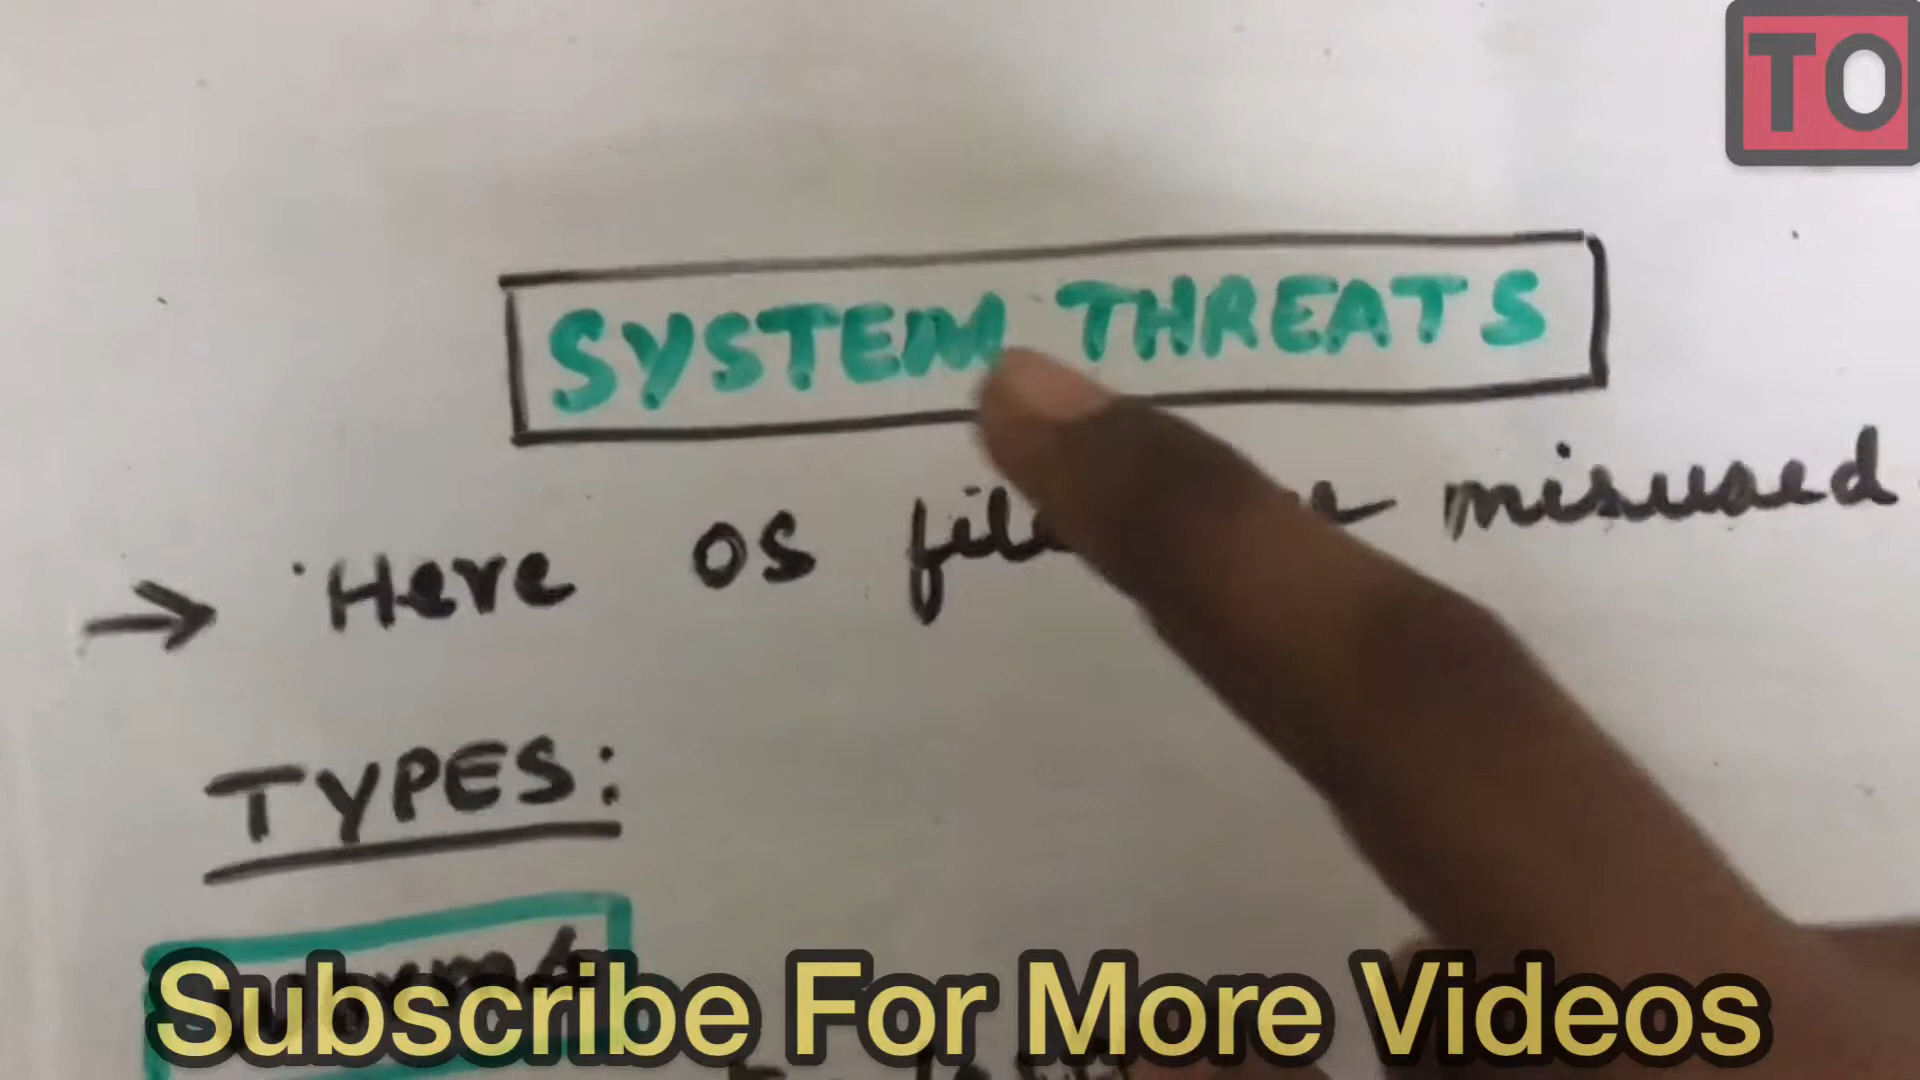 TO
SYSTEM THREATS
→ Here OS misused.
TYPES:
Subscribe For More Videos